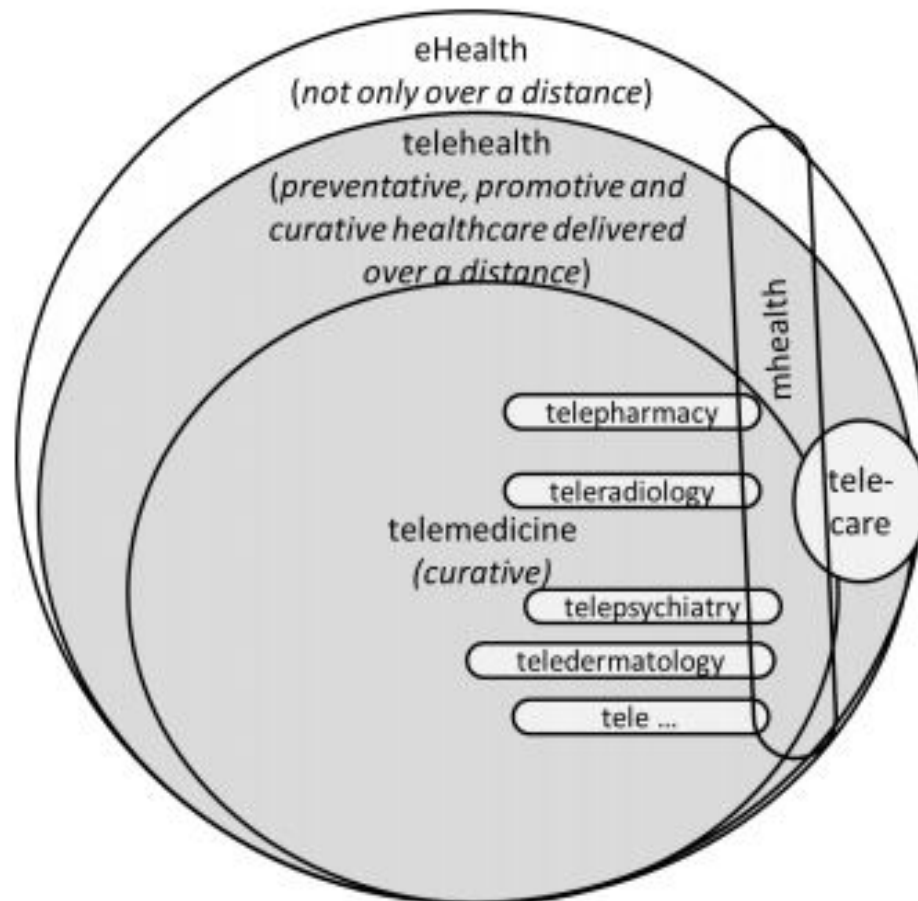 eHealth
(not only over a distance)
telehealth
(preventative, promotive and
curative healthcare delivered
over a distance)
mhealth
telepharmacy
tele-
care
teleradiology
telemedicine
(curative)
telepsychiatry
teledermatology
tele ...